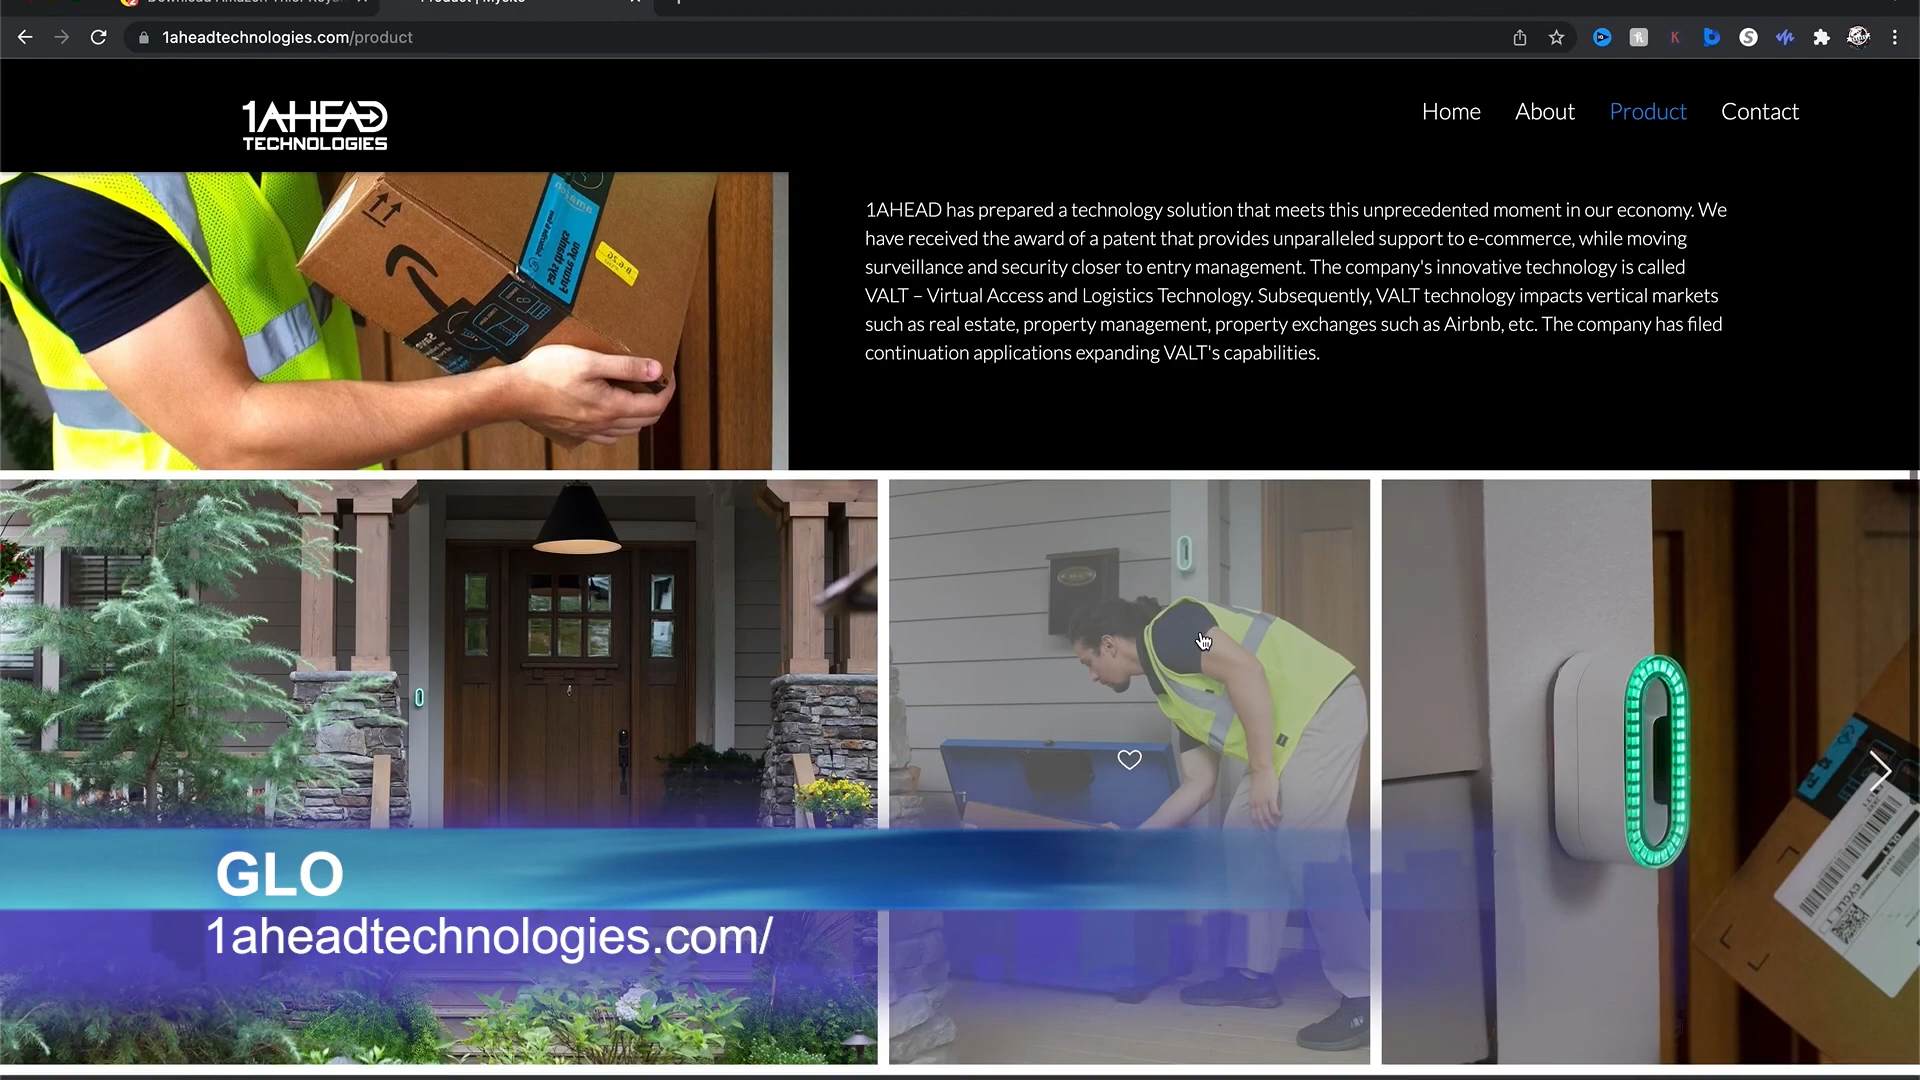 Product | Mysite
1aheadtechnologies.com/product
1AHEAD
TECHNOLOGIES
Home About Product Contact
1AHEAD has prepared a technology solution that meets this unprecedented moment in our economy. We
have received the award of a patent that provides unparalleled support to e-commerce, while moving
surveillance and security closer to entry management. The company's innovative technology is called
VALT – Virtual Access and Logistics Technology. Subsequently, VALT technology impacts vertical markets
such as real estate, property management, property exchanges such as Airbnb, etc. The company has filed
continuation applications expanding VALT's capabilities.
GLO
1aheadtechnologies.com/